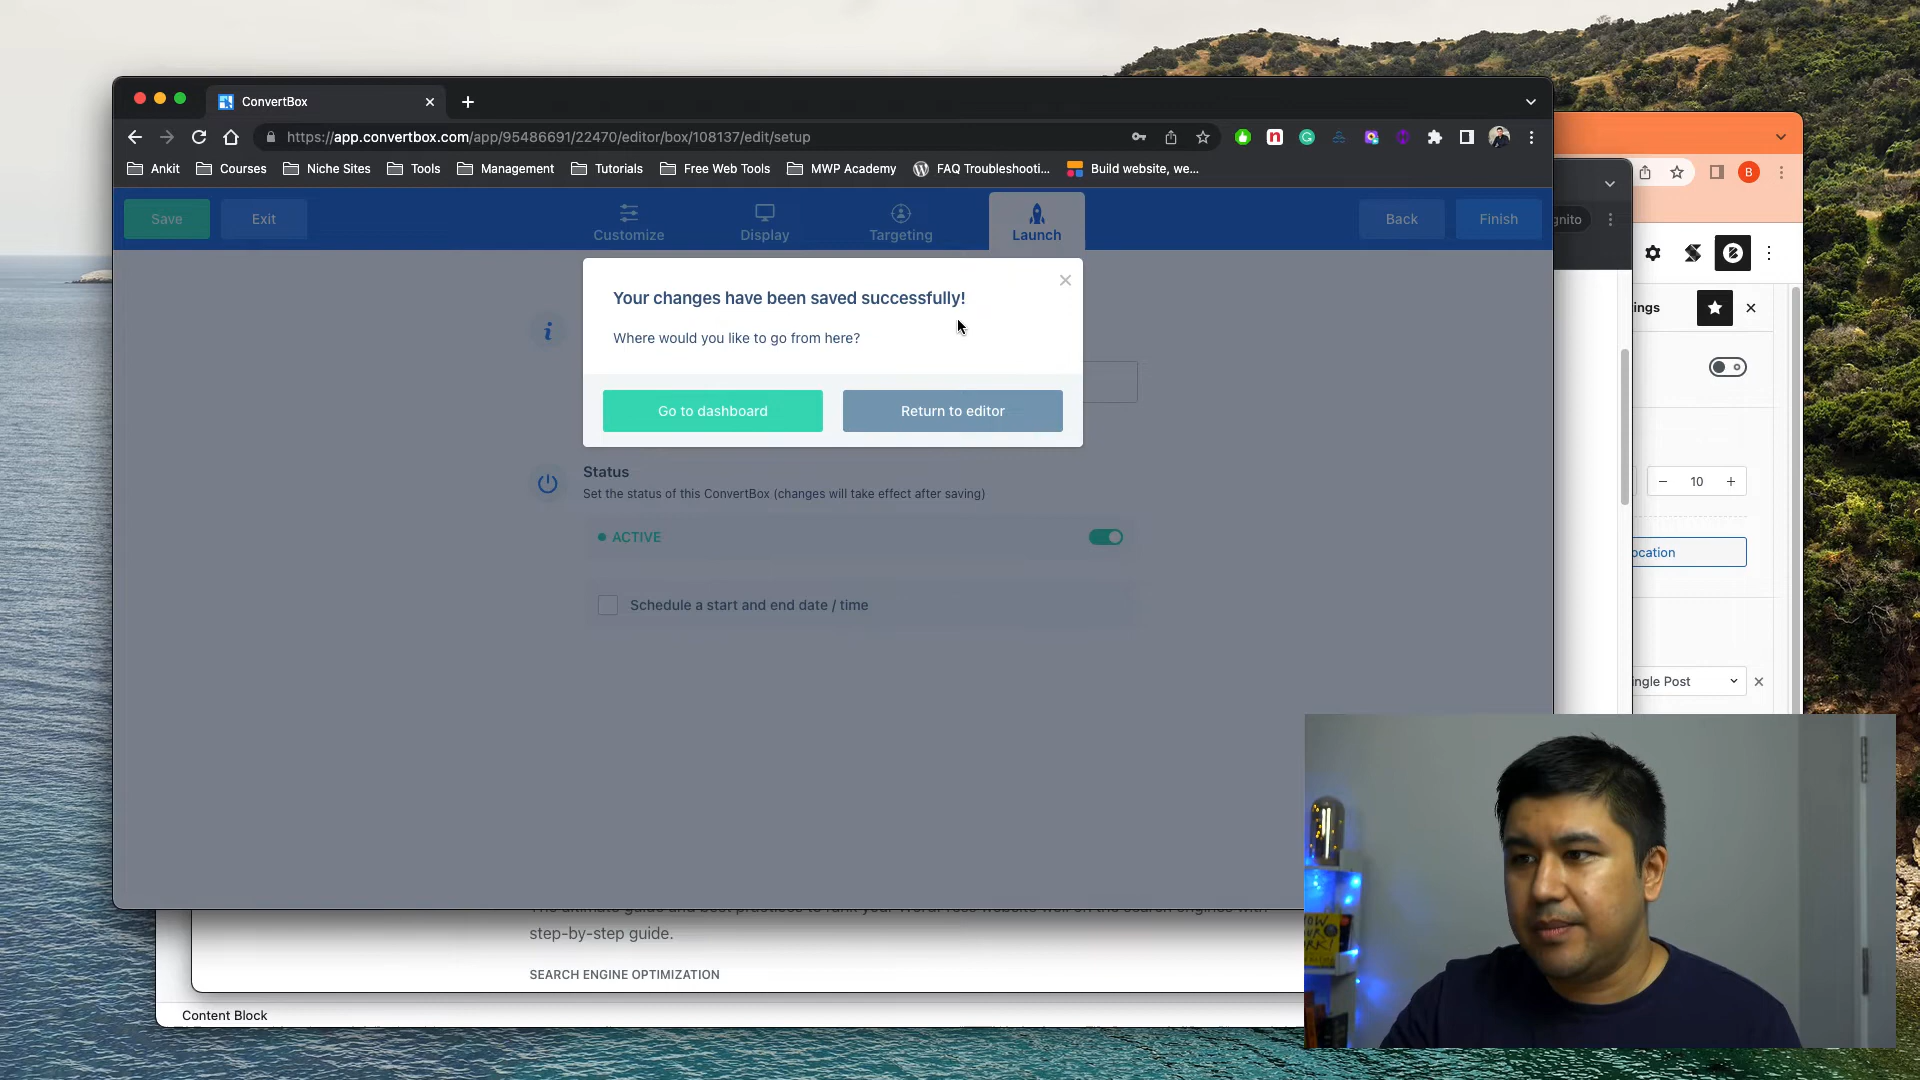 ConvertBox
https://app.convertbox.com/app/95486691/22470/editor/box/108137/edit/setup
Ankit
Courses
Niche Sites
Tools
Management
Tutorials
Free Web Tools
MWP Academy
FAQ Troubleshooti...
Build website, we...
B
Save
Exit
Customize
Display
Targeting
Launch
Back
Finish
gnito
ings
Your changes have been saved successfully!
Where would you like to go from here?
Go to dashboard
Return to editor
Status
Set the status of this ConvertBox (changes will take effect after saving)
ACTIVE
Schedule a start and end date / time
10
ocation
ingle Post
step-by-step guide.
SEARCH ENGINE OPTIMIZATION
Content Block